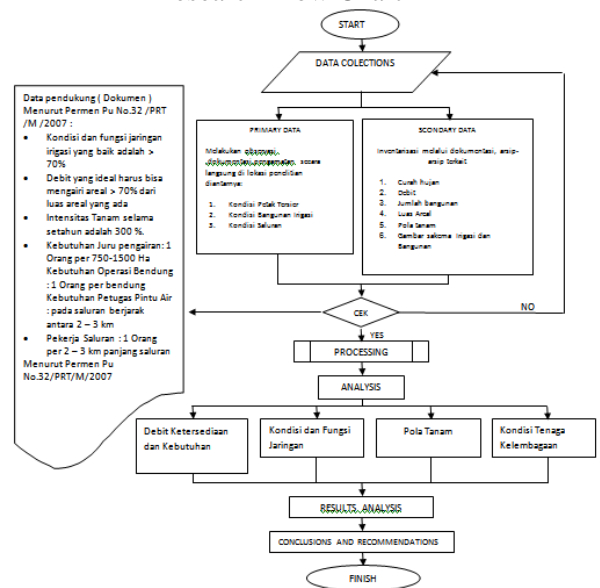 START
DATA COLECTIONS
Data pendukung ( Dokumen )
Menurut Permen Pu No.32 /PRT
/M /2007 :
• Kondisi dan fungsi jaringan
irigasi yang baik adalah >
70%
• Debit yang ideal harus bisa
mengairi areal > 70% dari
luas areal yang ada
• Intensitas Tanam selama
setahun adalah 300 %.
• Kebutuhan Juru pengairan: 1
Orang per 750-1500 Ha
Kebutuhan Operasi Bendung
: 1 Orang per bendung
Kebutuhan Petugas Pintu Air
: pada saluran berjarak
antara 2 – 3 km
• Pekerja Saluran : 1 Orang
per 2 – 3 km panjang saluran
Menurut Permen Pu
No.32/PRT/M/2007
PRIMARY DATA
Melakukan observasi,
dokumentasi pengamatan secara
langsung di lokasi penelitian
diantarnya:
1. Kondisi Petak Tersier
2. Kondisi Bangunan Irigasi
3. Kondisi Saluran
SCONDARY DATA
Inventarisasi melalui dokumentasi, arsip-
arsip terkait
1. Curah hujan
2. Debit
3. Jumlah bangunan
4. Luas Areal
5. Pola tanam
6. Gambar sekema Irigasi dan
Bangunan
CEK
NO
YES
PROCESSING
ANALYSIS
Debit Ketersediaan
dan Kebutuhan
Kondisi dan Fungsi
Jaringan
Pola Tanam
Kondisi Tenaga
Kelembagaan
RESULTS ANALYSIS
CONCLUSIONS AND RECOMMENDATIONS
FINISH